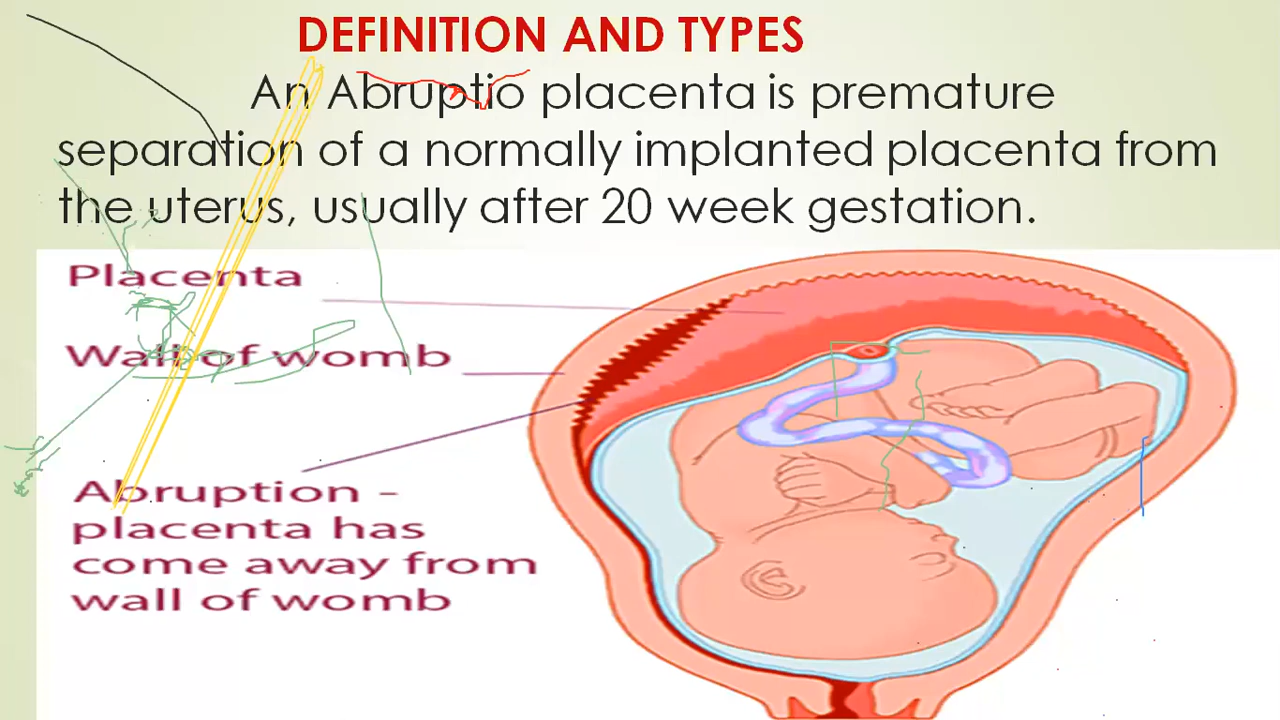 DEFINITION AND TYPES
An Abruptio placenta is premature
separation of a normally implanted placenta from
the uterus, usually after 20 week gestation.
Placenta
Wall of womb
Abruption -
placenta has
come away from
wall of womb